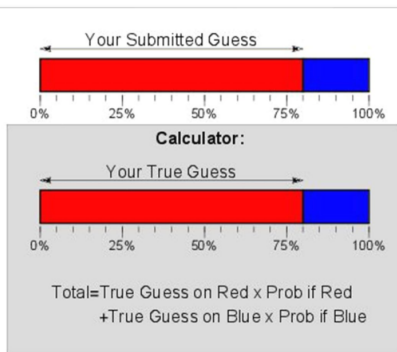 Your Submitted Guess
0% 25% 50% 75% 100%
Calculator:
Your True Guess
0% 25% 50% 75% 100%
Total=True Guess on Red x Prob if Red
+True Guess on Blue x Prob if Blue